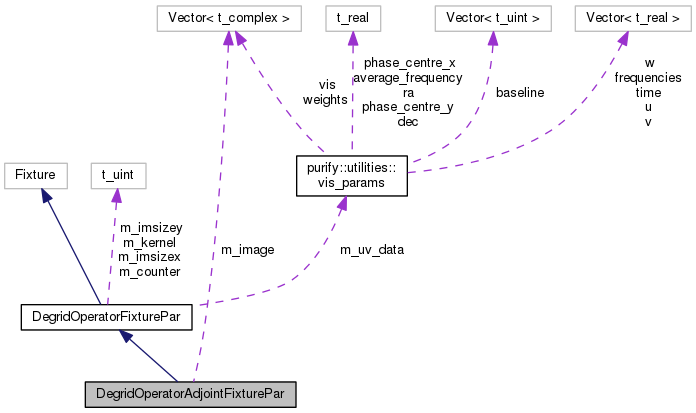 Vector< t_complex >
t_real
Vector< t_uint >
Vector< t_real >
vis
weights
phase_centre_x
average_frequency
ra
phase_centre_y
dec
baseline
w
frequencies
time
u
v
Fixture
t_uint
purify::utilities::
vis_params
m_imsizey
m_kernel
m_imsizex
m_counter
m_image
m_uv_data
DegridOperatorFixturePar
DegridOperatorAdjointFixturePar